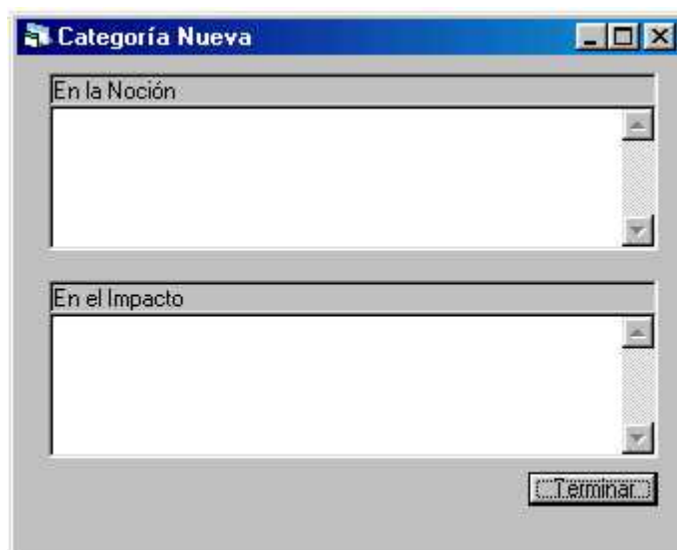 Categoría Nueva
En la Noción
En el Impacto
Terminar